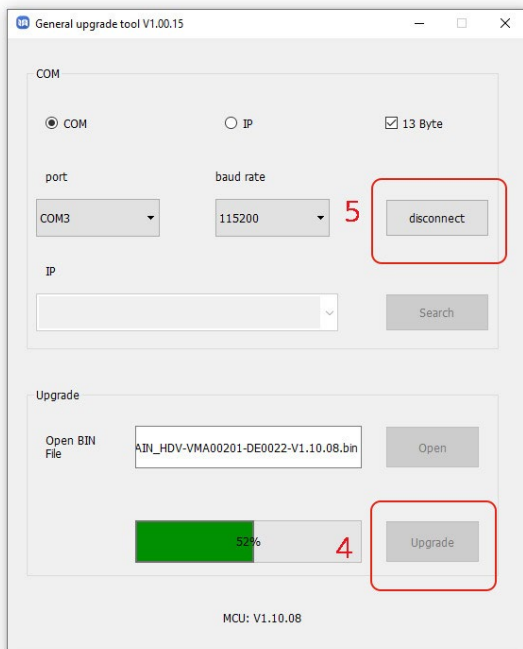 General upgrade tool V1.00.15
COM
COM
IP
13 Byte
port
baud rate
COM3
115200
5
disconnect
IP
Search
Upgrade
Open BIN
File
AIN_HDV-VMA00201-DE0022-V1.10.08.bin
Open
52%
4
Upgrade
MCU: V1.10.08